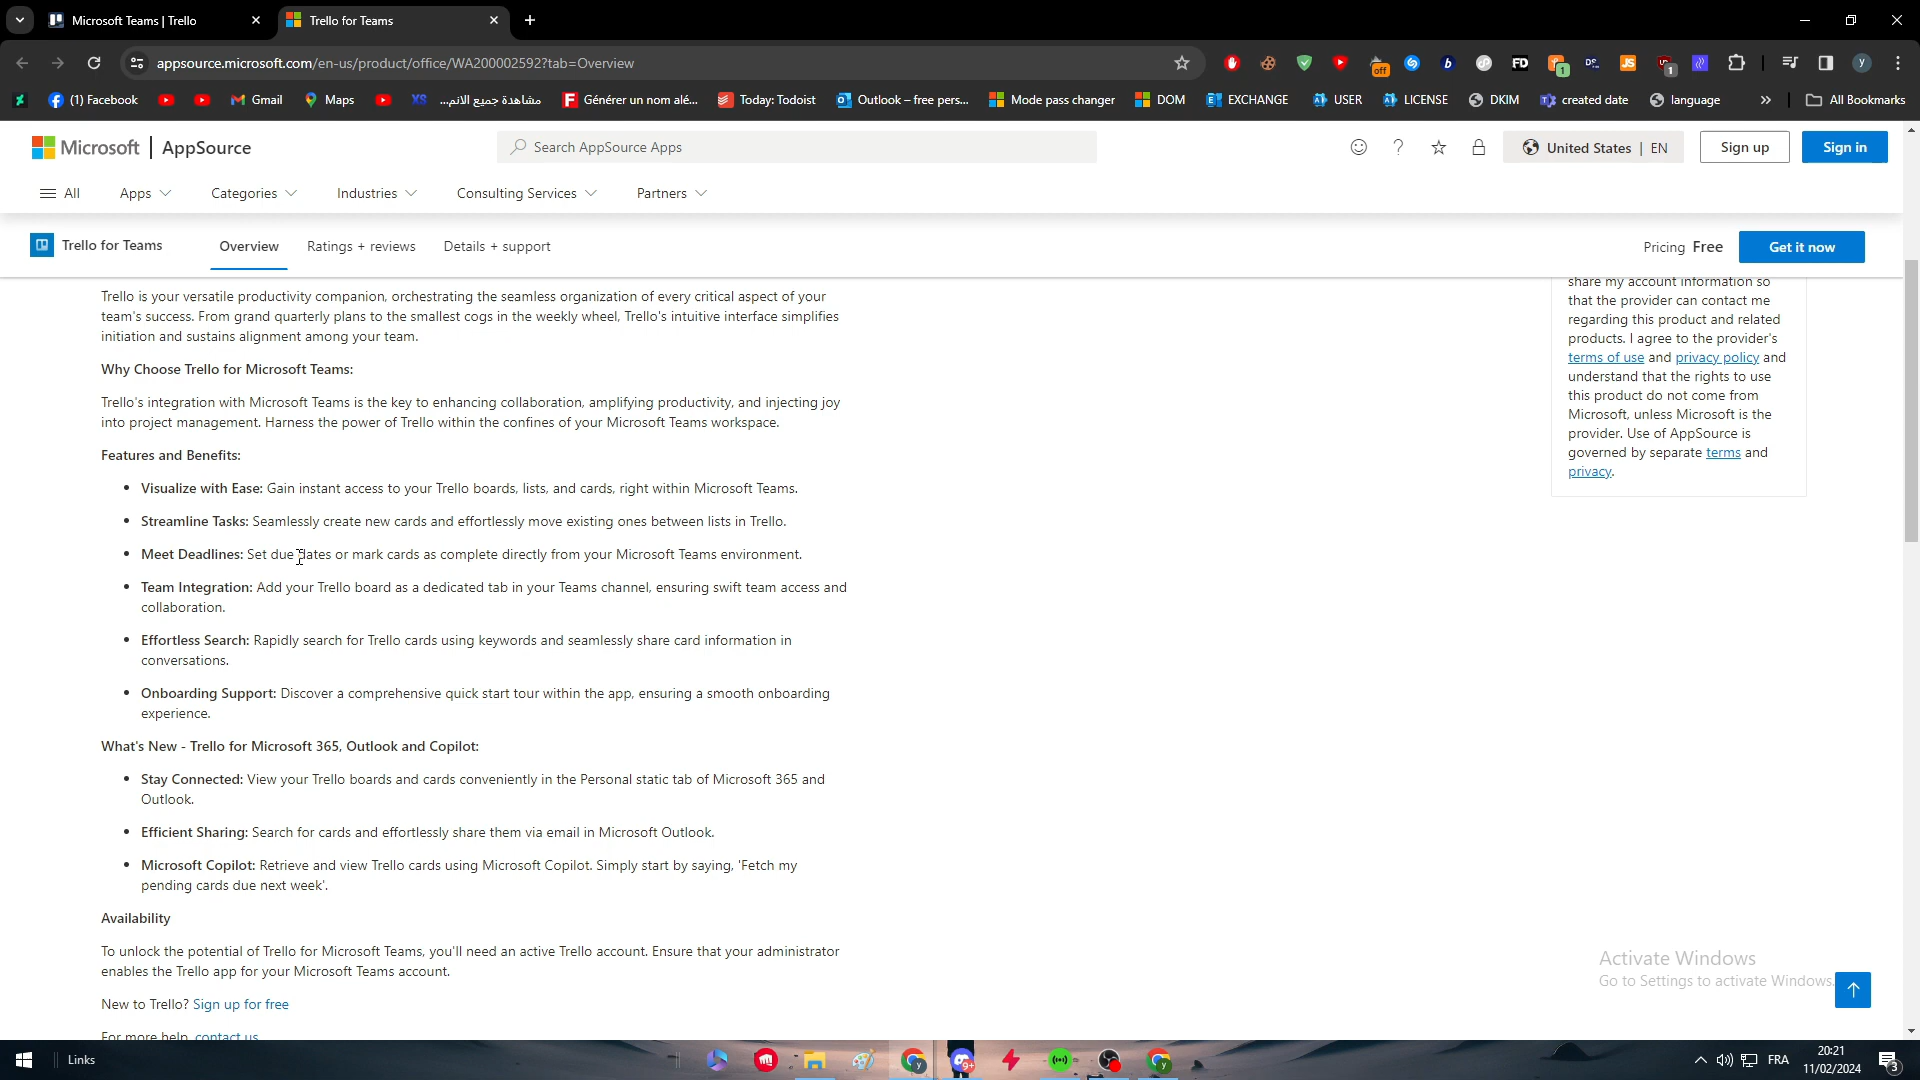 Microsoft Teams | Trello
Trello for Teams
appsource.microsoft.com/en-us/product/office/WA200002592?tab=Overview
off
FD
1
JS
1
y
(1) Facebook
Gmail
Maps
XS
مشاهدة جميع الانم...
Générer un nom alé...
Today: Todoist
Outlook – free pers...
Mode pass changer
DOM
EXCHANGE
USER
LICENSE
DKIM
created date
language
All Bookmarks
Microsoft | AppSource
Search AppSource Apps
United States | EN
Sign up
Sign in
All
Apps
Categories
Industries
Consulting Services
Partners
Trello for Teams
Overview
Ratings + reviews
Details + support
Pricing Free
Get it now
Trello is your versatile productivity companion, orchestrating the seamless organization of every critical aspect of your
team's success. From grand quarterly plans to the smallest cogs in the weekly wheel, Trello's intuitive interface simplifies
initiation and sustains alignment among your team.
Why Choose Trello for Microsoft Teams:
Trello's integration with Microsoft Teams is the key to enhancing collaboration, amplifying productivity, and injecting joy
into project management. Harness the power of Trello within the confines of your Microsoft Teams workspace.
Features and Benefits:
• Visualize with Ease: Gain instant access to your Trello boards, lists, and cards, right within Microsoft Teams.
• Streamline Tasks: Seamlessly create new cards and effortlessly move existing ones between lists in Trello.
• Meet Deadlines: Set due dates or mark cards as complete directly from your Microsoft Teams environment.
• Team Integration: Add your Trello board as a dedicated tab in your Teams channel, ensuring swift team access and
collaboration.
• Effortless Search: Rapidly search for Trello cards using keywords and seamlessly share card information in
conversations.
• Onboarding Support: Discover a comprehensive quick start tour within the app, ensuring a smooth onboarding
experience.
What's New - Trello for Microsoft 365, Outlook and Copilot:
• Stay Connected: View your Trello boards and cards conveniently in the Personal static tab of Microsoft 365 and
Outlook.
• Efficient Sharing: Search for cards and effortlessly share them via email in Microsoft Outlook.
• Microsoft Copilot: Retrieve and view Trello cards using Microsoft Copilot. Simply start by saying, 'Fetch my
pending cards due next week'.
Availability
To unlock the potential of Trello for Microsoft Teams, you'll need an active Trello account. Ensure that your administrator
enables the Trello app for your Microsoft Teams account.
New to Trello? Sign up for free
For more help, contact us
share my account information so
that the provider can contact me
regarding this product and related
products. I agree to the provider's
terms of use and privacy policy and
understand that the rights to use
this product do not come from
Microsoft, unless Microsoft is the
provider. Use of AppSource is
governed by separate terms and
privacy.
Activate Windows
Go to Settings to activate Windows.
Links
9+
FRA
20:21
11/02/2024
3